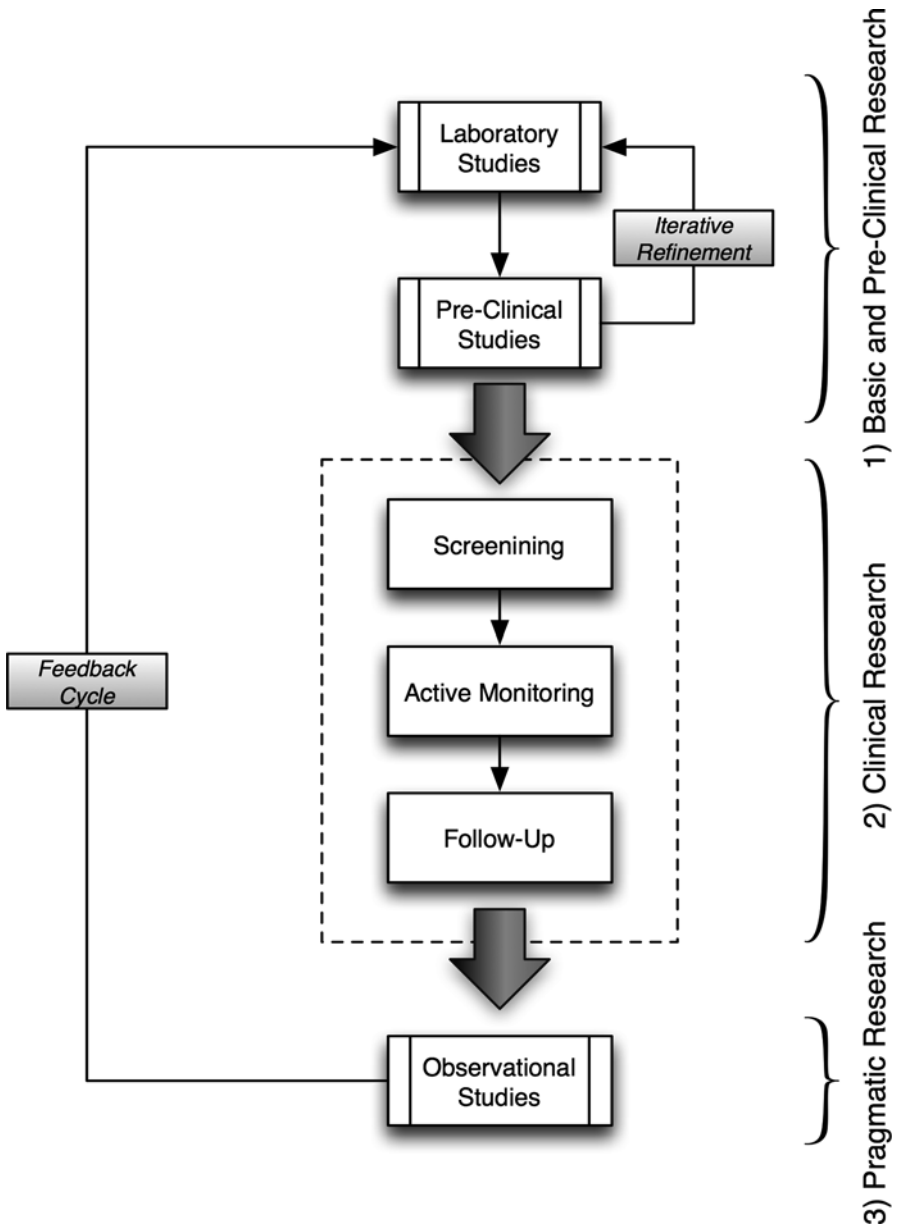 Laboratory
Studies
Iterative
Refinement
Pre-Clinical
Studies
1) Basic and Pre-Clinical Research
Screenining
Active Monitoring
Follow-Up
2) Clinical Research
Feedback
Cycle
Observational
Studies
3) Pragmatic Research